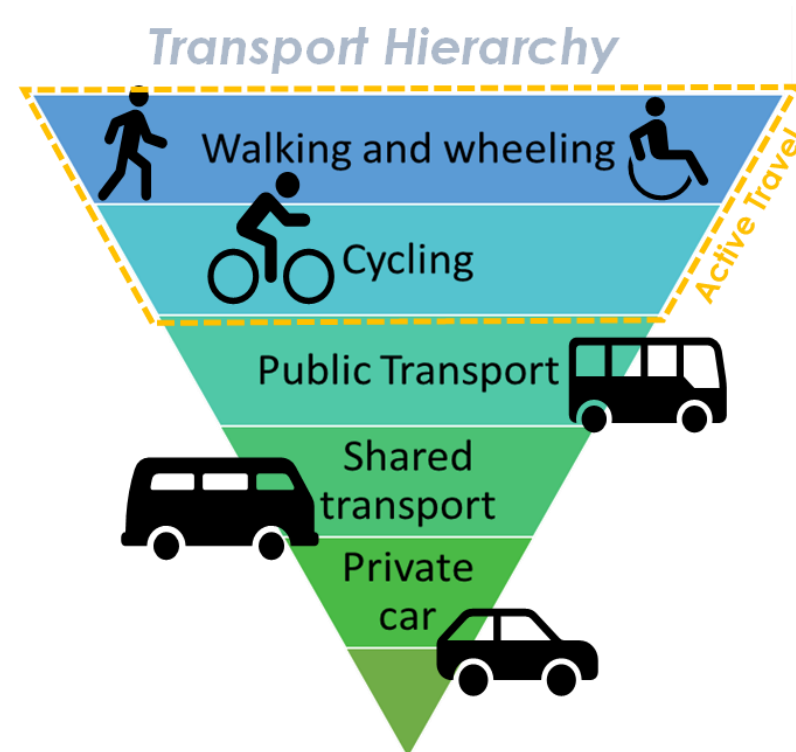 Transport Hierarchy
Walking and wheeling
Active Travel
Cycling
Public Transport
Shared
transport
Private
car